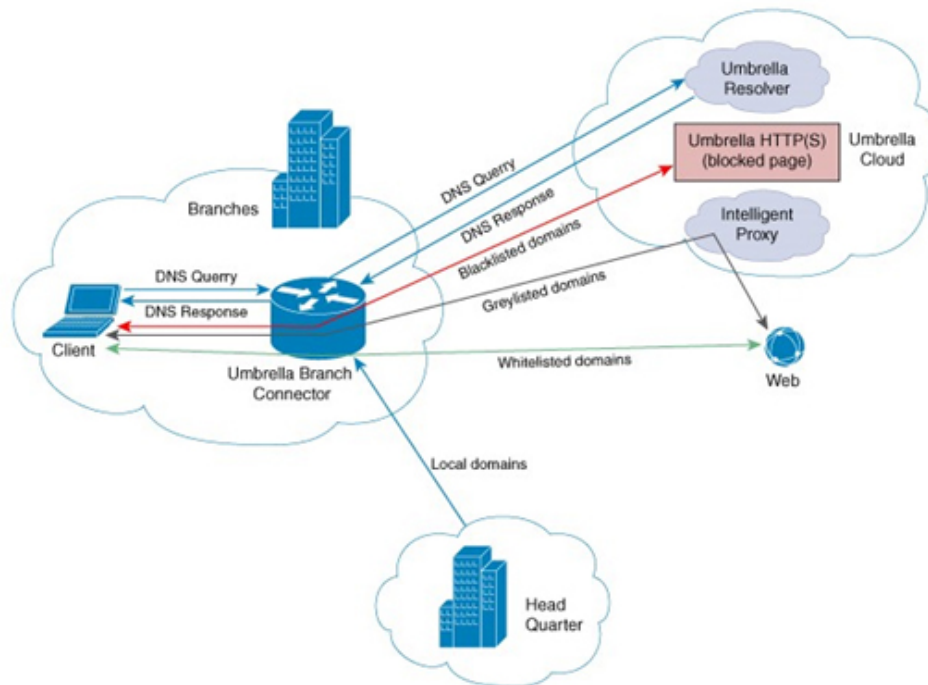 Umbrella
Resolver
Umbrella HTTP(S)
(blocked page)
Umbrella
Cloud
Intelligent
Proxy
Branches
DNS Querry
DNS Response
Blacklisted domains
Greylisted domains
DNS Querry
DNS Response
Client
Umbrella Branch
Connector
Whitelisted domains
Web
Local domains
Head
Quarter